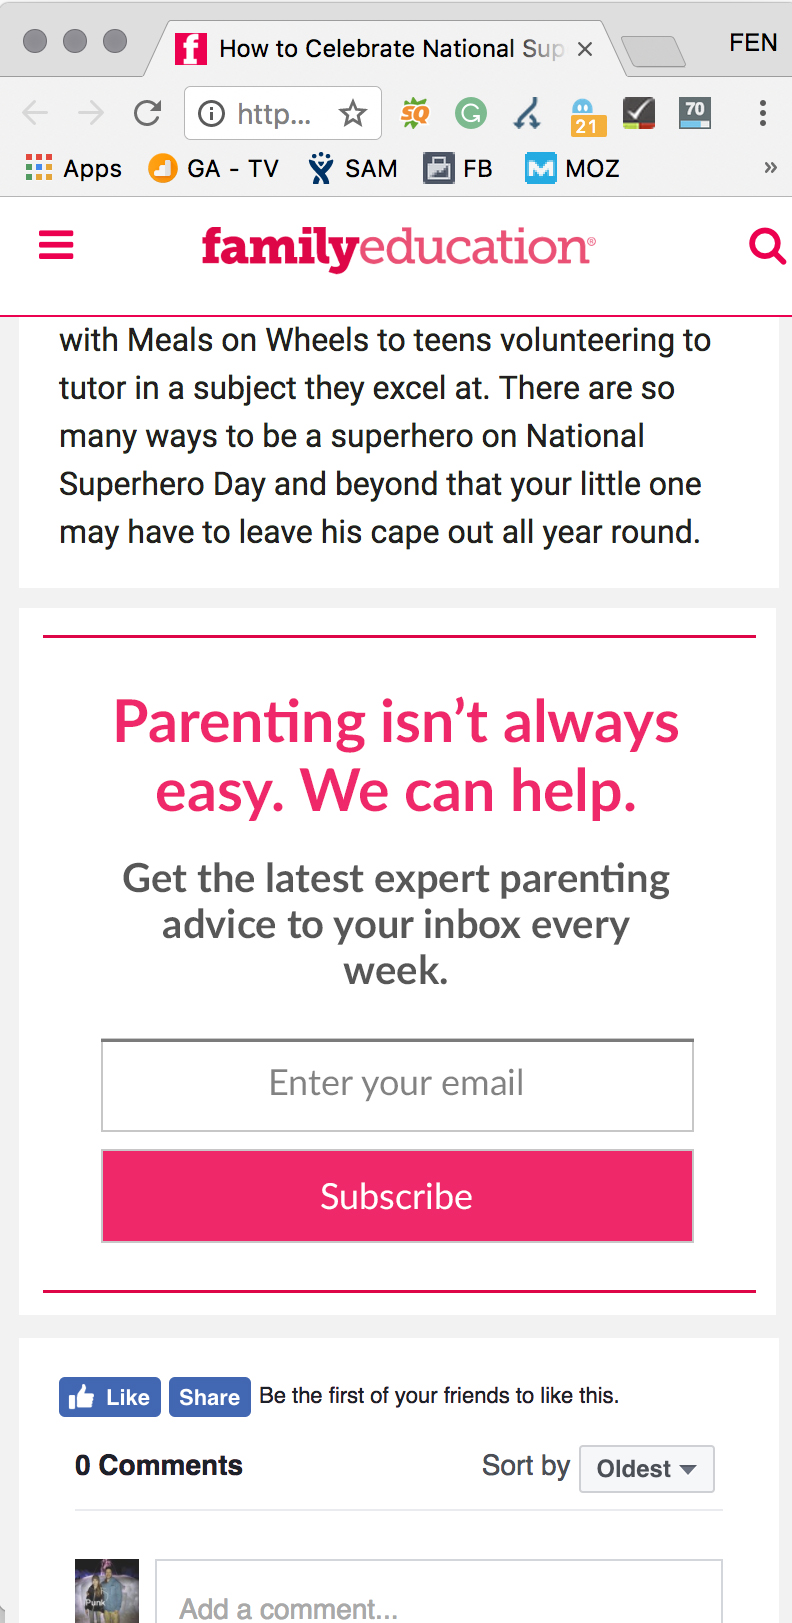 How to Celebrate National Sup
FEN
http...
SQ
G
21
70
Apps
GA - TV
SAM
FB
MOZ
familyeducation®
with Meals on Wheels to teens volunteering to
tutor in a subject they excel at. There are so
many ways to be a superhero on National
Superhero Day and beyond that your little one
may have to leave his cape out all year round.
Parenting isn’t always
easy. We can help.
Get the latest expert parenting
advice to your inbox every
week.
Enter your email
Subscribe
Like
Share
Be the first of your friends to like this.
0 Comments
Sort by
Oldest
Punk
Add a comment...